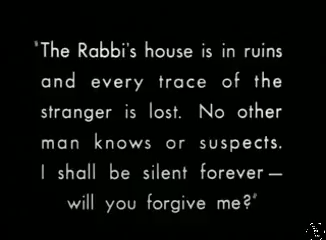 "The Rabbi's house is in ruins
and every trace of the
stranger is lost. No other
man knows or suspects.
I shall be silent forever—
will you forgive me?"